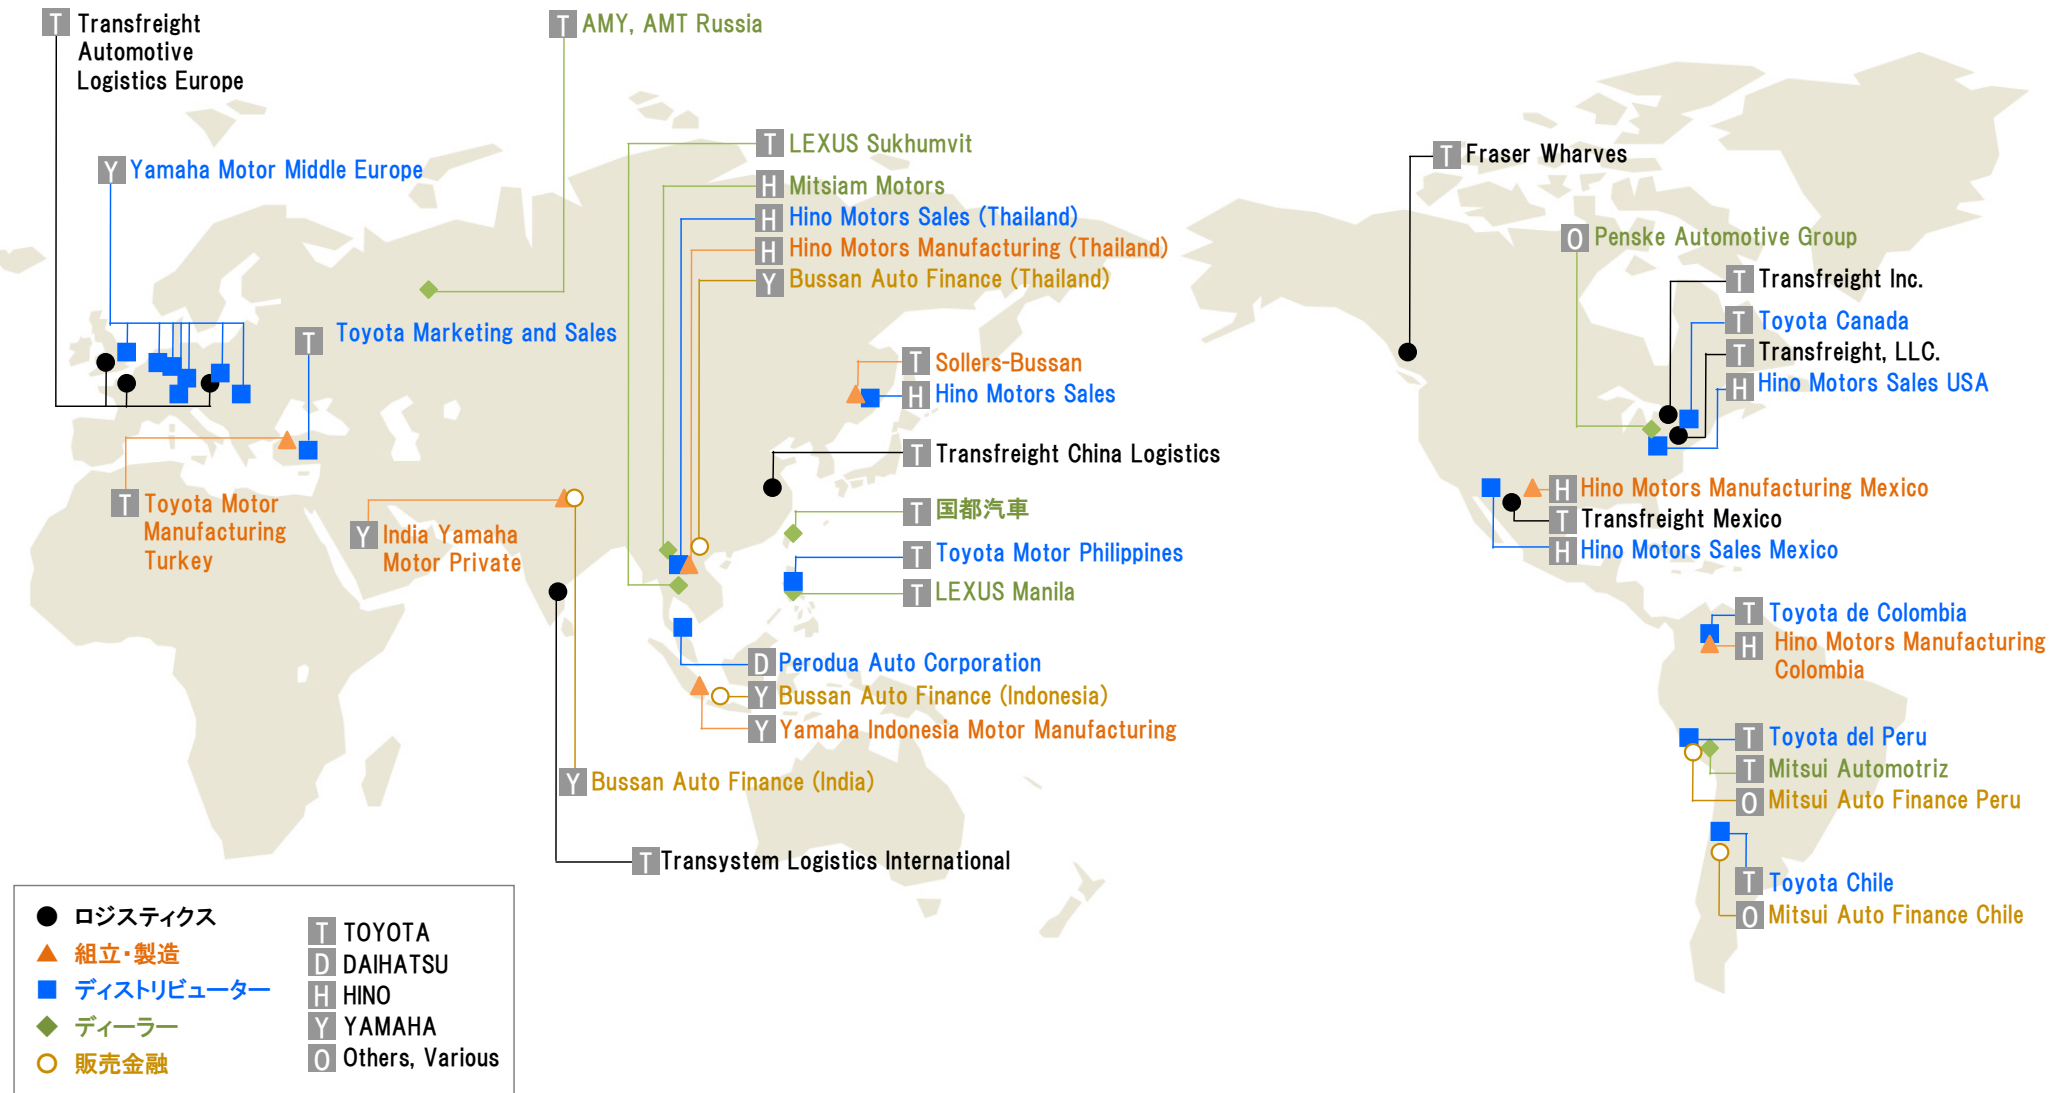 T Transfreight
Automotive
Logistics Europe
T AMY, AMT Russia
Y Yamaha Motor Middle Europe
T Toyota Marketing and Sales
T Toyota Motor
Manufacturing
Turkey
Y India Yamaha
Motor Private
T LEXUS Sukhumvit
H Mitsiam Motors
H Hino Motors Sales (Thailand)
H Hino Motors Manufacturing (Thailand)
Y Bussan Auto Finance (Thailand)
T Sollers-Bussan
H Hino Motors Sales
T Transfreight China Logistics
T 国都汽車
T Toyota Motor Philippines
T LEXUS Manila
D Perodua Auto Corporation
Y Bussan Auto Finance (Indonesia)
Y Yamaha Indonesia Motor Manufacturing
Y Bussan Auto Finance (India)
T Transystem Logistics International
T Fraser Wharves
O Penske Automotive Group
T Transfreight Inc.
T Toyota Canada
T Transfreight, LLC.
H Hino Motors Sales USA
H Hino Motors Manufacturing Mexico
T Transfreight Mexico
H Hino Motors Sales Mexico
T Toyota de Colombia
H Hino Motors Manufacturing
Colombia
T Toyota del Peru
T Mitsui Automotriz
O Mitsui Auto Finance Peru
T Toyota Chile
O Mitsui Auto Finance Chile
ロジスティクス
組立・製造
ディストリビューター
ディーラー
販売金融
T TOYOTA
D DAIHATSU
H HINO
Y YAMAHA
O Others, Various